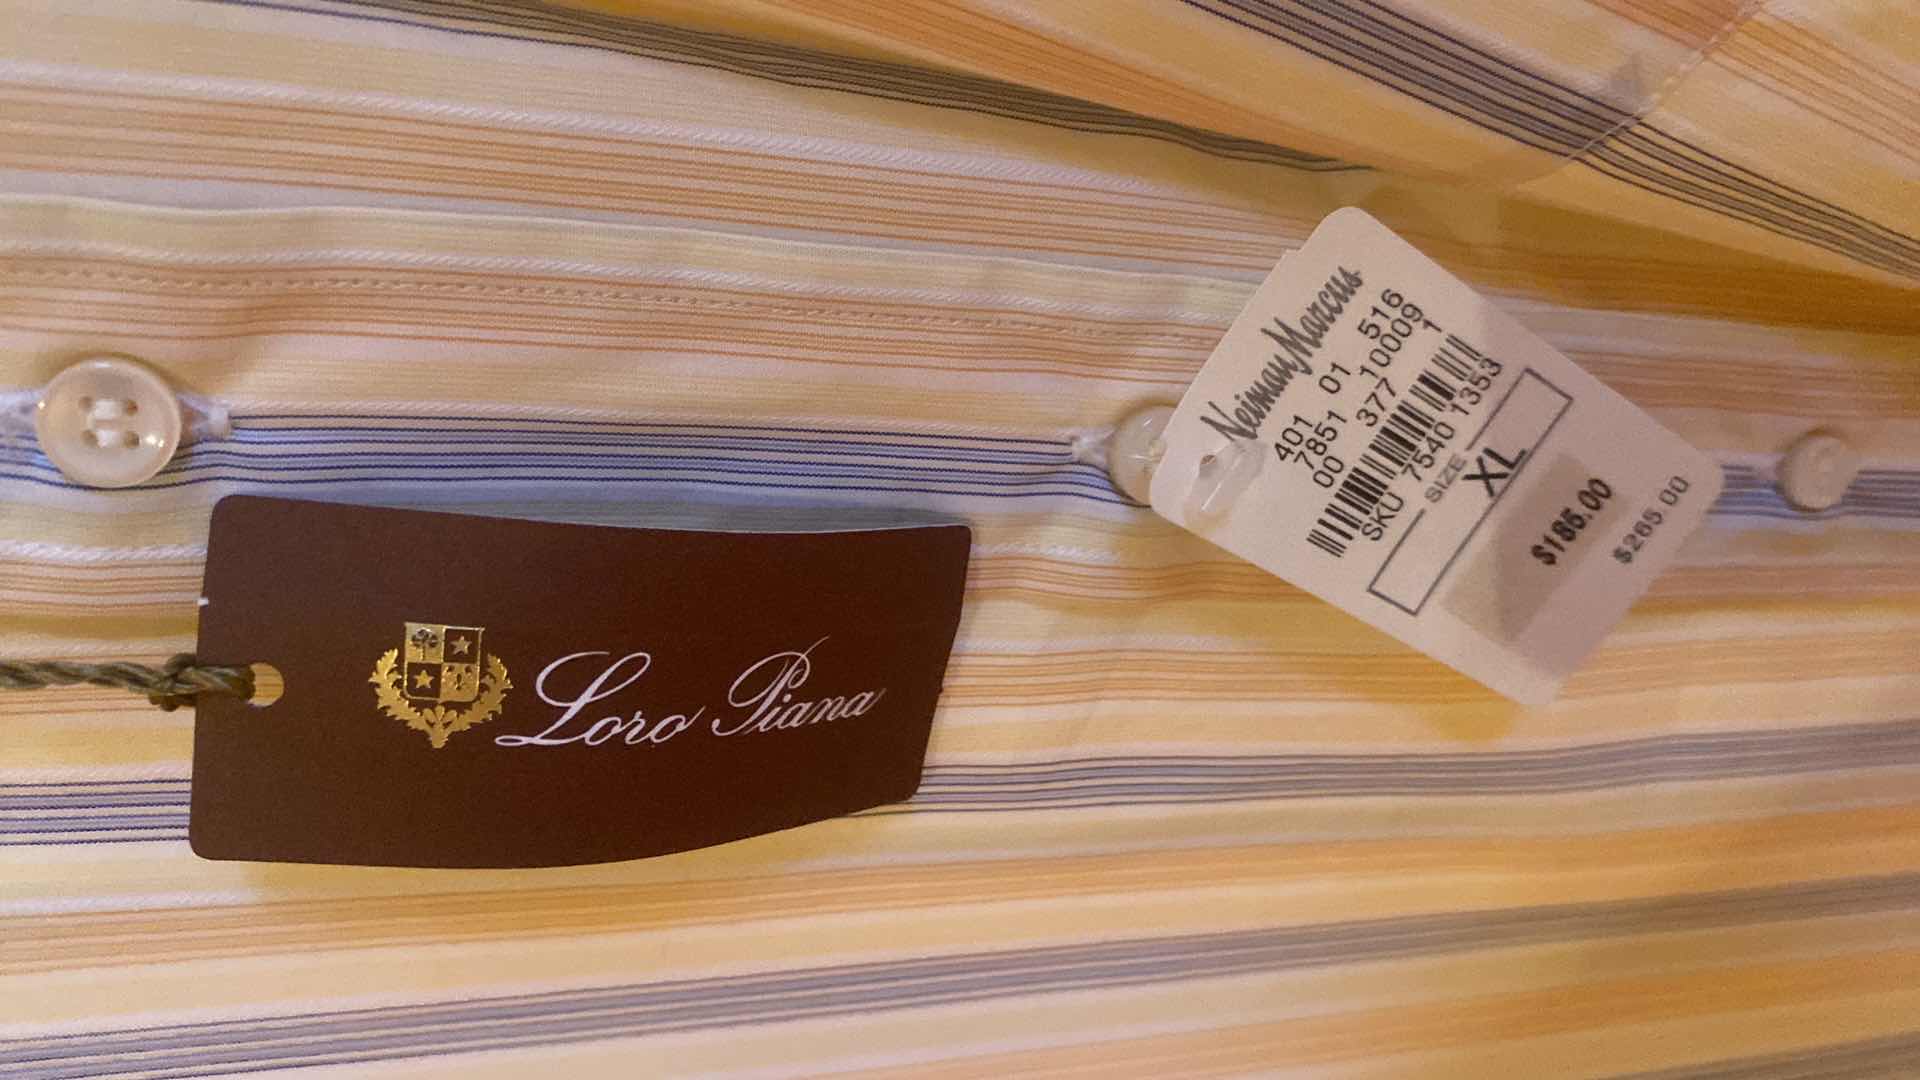 Loro Piana
Neiman Marcus
401 01 516
7851 10009
00 377 1
SKU 7540 1353
SIZE
XL
$185.00
$265.00